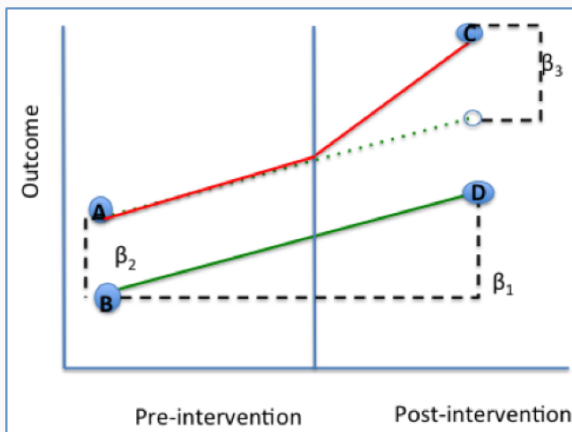 C
β3
Outcome
A
D
β2
B
β1
Pre-intervention
Post-intervention